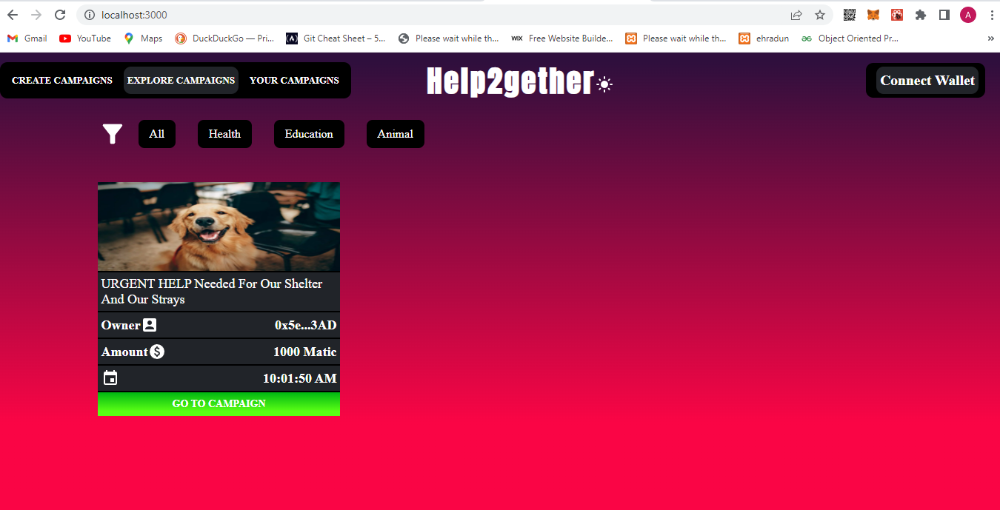 localhost:3000
Gmail YouTube Maps DuckDuckGo — Pri... Git Cheat Sheet – 5... Please wait while th... WIX Free Website Builde... Please wait while th... ehradun Object Oriented Pr... »
CREATE CAMPAIGNS EXPLORE CAMPAIGNS YOUR CAMPAIGNS Help2gether Connect Wallet
All Health Education Animal
URGENT HELP Needed For Our Shelter
And Our Strays
Owner 0x5e...3AD
Amount $ 1000 Matic
10:01:50 AM
GO TO CAMPAIGN